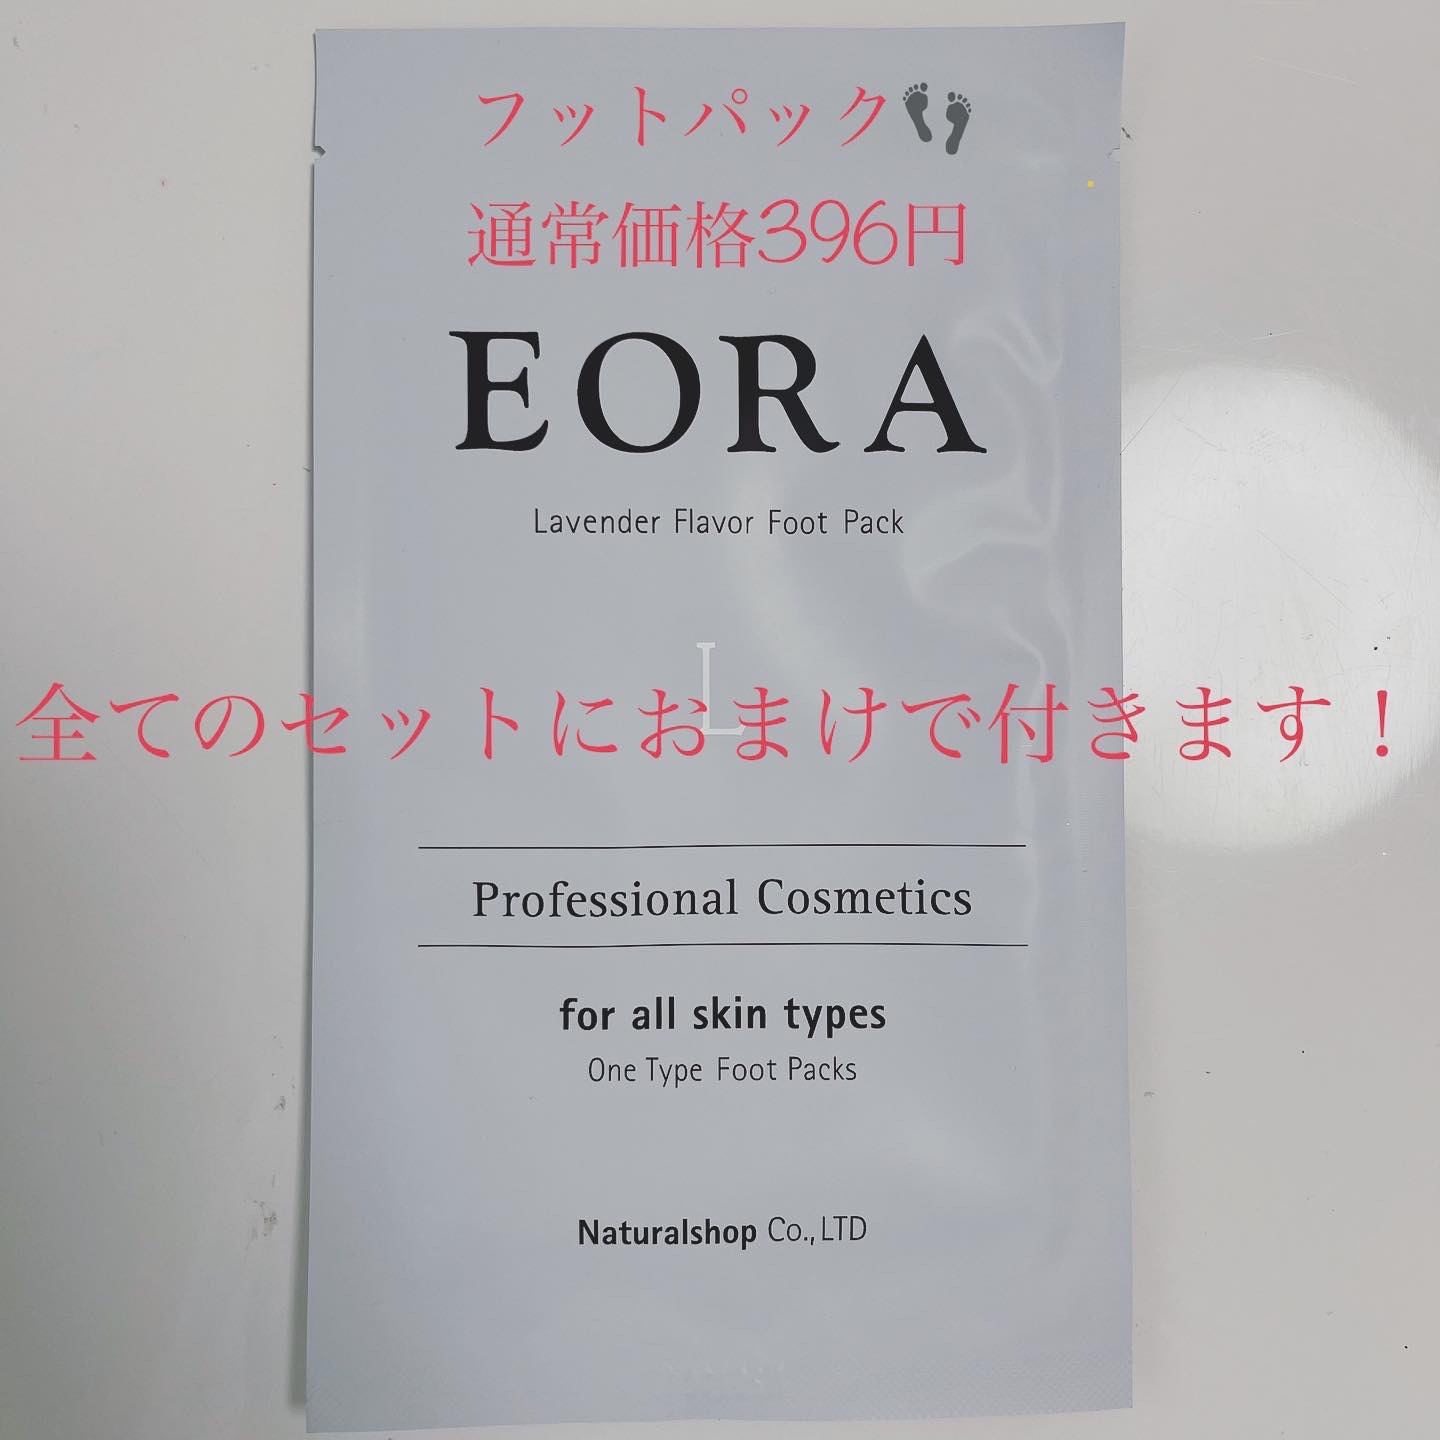 フットパック👣
通常価格396円
EORA
Lavender Flavor Foot Pack
L
全てのセットにおまけで付きます！
Professional Cosmetics
for all skin types
One Type Foot Packs
Naturalshop Co.,LTD